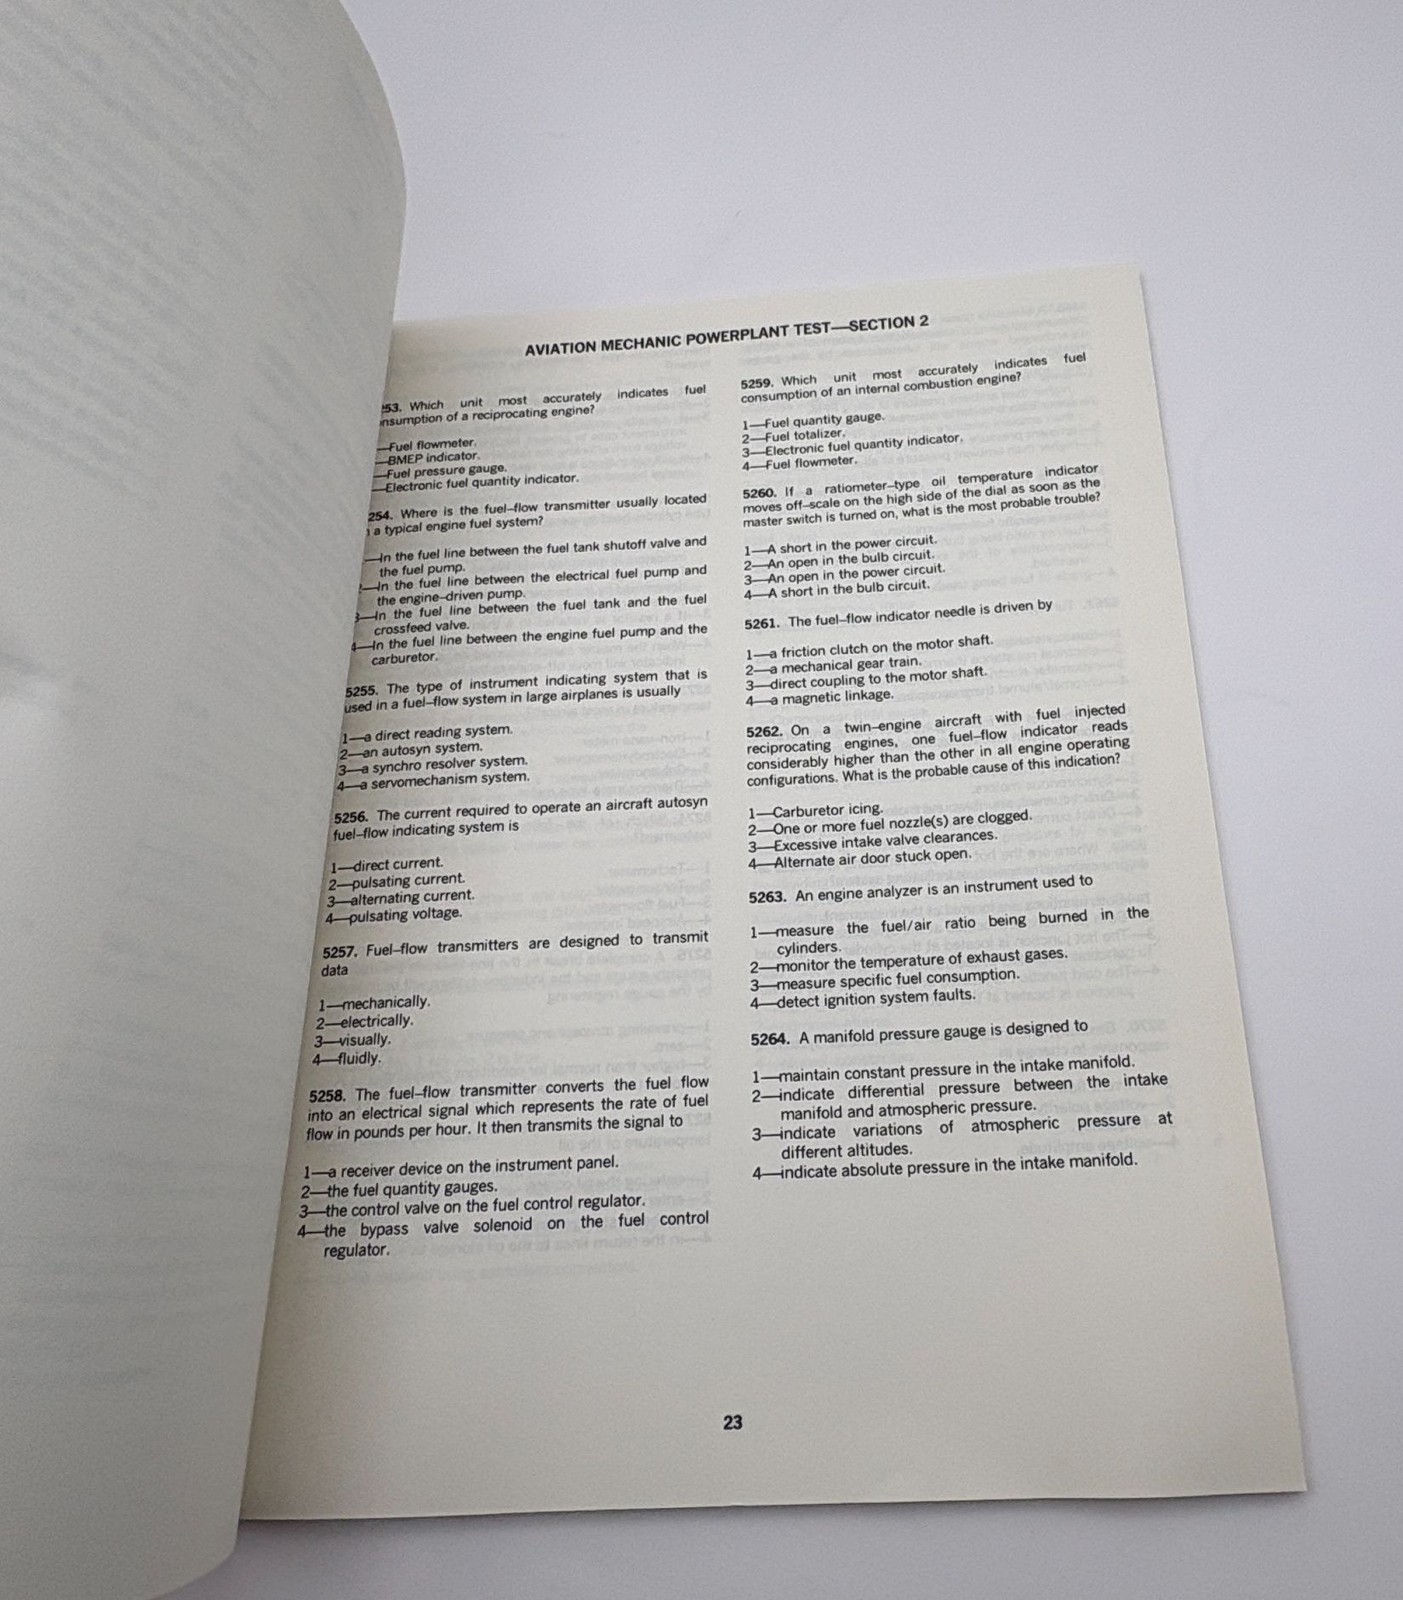 AVIATION MECHANIC POWERPLANT TEST—SECTION 2
253. Which unit most accurately indicates fuel
nsumption of a reciprocating engine?
—Fuel flowmeter.
—BMEP indicator.
—Fuel pressure gauge.
—Electronic fuel quantity indicator.
254. Where is the fuel–flow transmitter usually located
a typical engine fuel system?
—In the fuel line between the fuel tank shutoff valve and
the fuel pump.
—In the fuel line between the electrical fuel pump and
the engine–driven pump.
3—In the fuel line between the fuel tank and the fuel
crossfeed valve.
4—In the fuel line between the engine fuel pump and the
carburetor.
5255. The type of instrument indicating system that is
used in a fuel–flow system in large airplanes is usually
1—a direct reading system.
2—an autosyn system.
3—a synchro resolver system.
4—a servomechanism system.
5256. The current required to operate an aircraft autosyn
fuel–flow indicating system is
1—direct current.
2—pulsating current.
3—alternating current.
4—pulsating voltage.
5257. Fuel–flow transmitters are designed to transmit
data
1—mechanically.
2—electrically.
3—visually.
4—fluidly.
5258. The fuel–flow transmitter converts the fuel flow
into an electrical signal which represents the rate of fuel
flow in pounds per hour. It then transmits the signal to
1—a receiver device on the instrument panel.
2—the fuel quantity gauges.
3—the control valve on the fuel control regulator.
4—the bypass valve solenoid on the fuel control
regulator.
5259. Which unit most accurately indicates fuel
consumption of an internal combustion engine?
1—Fuel quantity gauge.
2—Fuel totalizer.
3—Electronic fuel quantity indicator.
4—Fuel flowmeter.
5260. If a ratiometer–type oil temperature indicator
moves off–scale on the high side of the dial as soon as the
master switch is turned on, what is the most probable trouble?
1—A short in the power circuit.
2—An open in the bulb circuit.
3—An open in the power circuit.
4—A short in the bulb circuit.
5261. The fuel–flow indicator needle is driven by
1—a friction clutch on the motor shaft.
2—a mechanical gear train.
3—direct coupling to the motor shaft.
4—a magnetic linkage.
5262. On a twin–engine aircraft with fuel injected
reciprocating engines, one fuel–flow indicator reads
considerably higher than the other in all engine operating
configurations. What is the probable cause of this indication?
1—Carburetor icing.
2—One or more fuel nozzle(s) are clogged.
3—Excessive intake valve clearances.
4—Alternate air door stuck open.
5263. An engine analyzer is an instrument used to
1—measure the fuel/air ratio being burned in the
cylinders.
2—monitor the temperature of exhaust gases.
3—measure specific fuel consumption.
4—detect ignition system faults.
5264. A manifold pressure gauge is designed to
1—maintain constant pressure in the intake manifold.
2—indicate differential pressure between the intake
manifold and atmospheric pressure.
3—indicate variations of atmospheric pressure at
different altitudes.
4—indicate absolute pressure in the intake manifold.
23